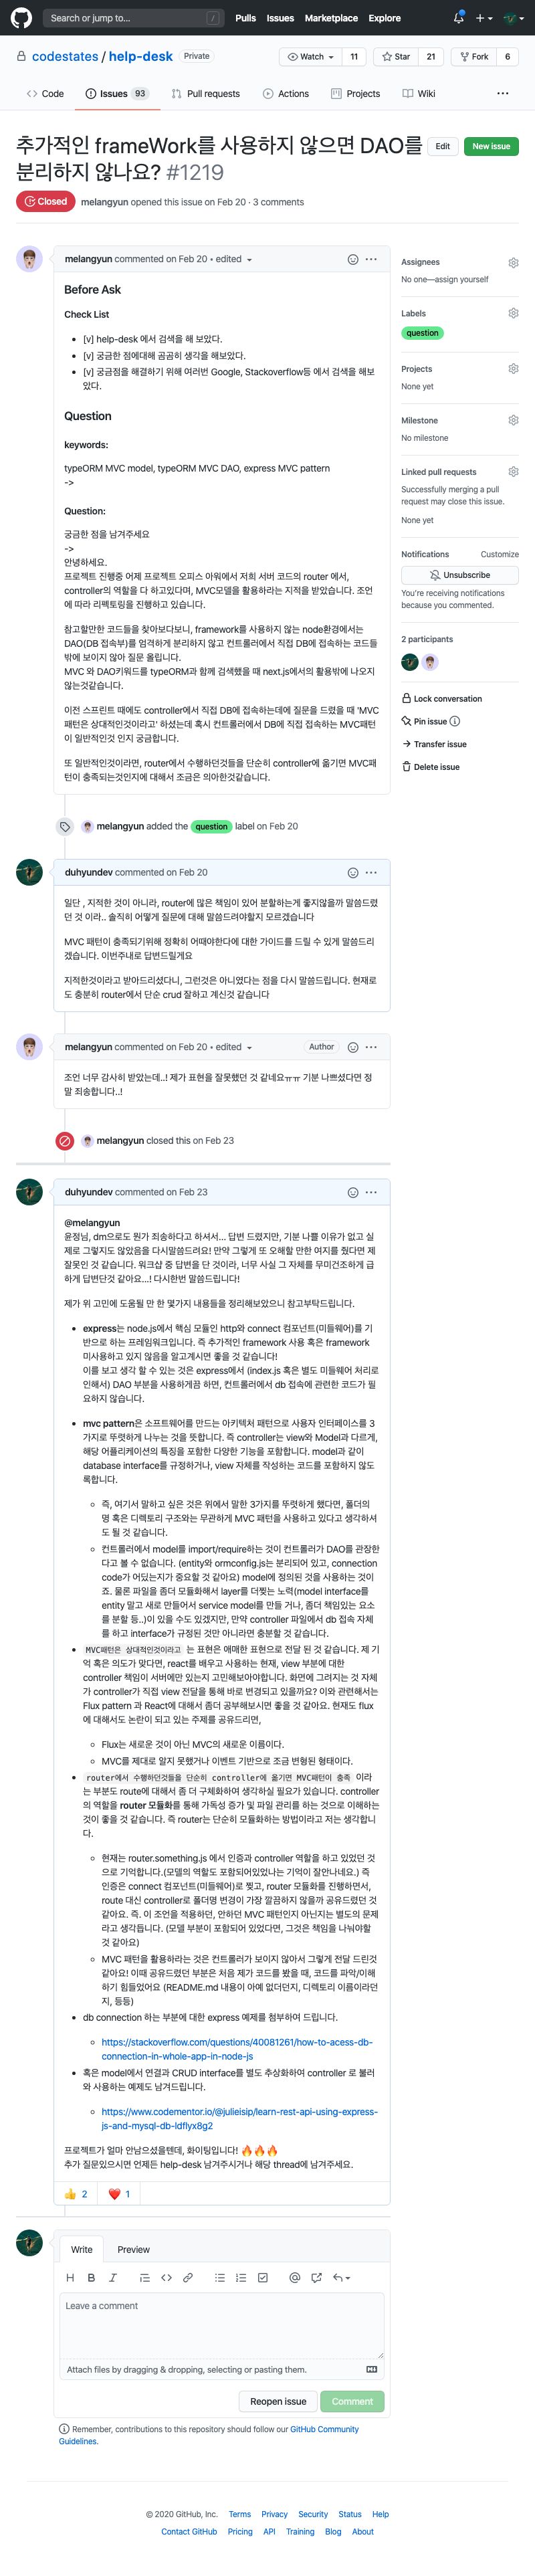 Search or jump to... /
Pulls Issues Marketplace Explore
codestates / help-desk Private
Watch 11 Star 21 Fork 6
Code Issues 93 Pull requests Actions Projects Wiki
추가적인 frameWork를 사용하지 않으면 DAO를
분리하지 않나요? #1219
Edit New issue
Closed melangyun opened this issue on Feb 20 · 3 comments
melangyun commented on Feb 20 • edited
Before Ask
Check List
[v] help-desk 에서 검색을 해 보았다.
[v] 궁금한 점에대해 곰곰히 생각을 해보았다.
[v] 궁금점을 해결하기 위해 여러번 Google, Stackoverflow등 에서 검색을 해보
았다.
Question
keywords:
typeORM MVC model, typeORM MVC DAO, express MVC pattern
->
Question:
궁금한 점을 남겨주세요
->
안녕하세요.
프로젝트 진행중 어제 프로젝트 오피스 아워에서 저희 서버 코드의 router 에서,
controller의 역할을 다 하고있다며, MVC모델을 활용하라는 지적을 받았습니다. 조언
에 따라 리펙토링을 진행하고 있습니다.
참고할만한 코드들을 찾아보다보니, framework를 사용하지 않는 node환경에서는
DAO(DB 접속부)를 엄격하게 분리하지 않고 컨트롤러에서 직접 DB에 접속하는 코드들
밖에 보이지 않아 질문 올립니다.
MVC 와 DAO키워드를 typeORM과 함께 검색했을 때 next.js에서의 활용밖에 나오지
않는것같습니다.
이전 스프린트 때에도 controller에서 직접 DB에 접속하는데에 질문을 드렸을 때 'MVC
패턴은 상대적인것이라고' 하셨는데 혹시 컨트롤러에서 DB에 직접 접속하는 MVC패턴
이 일반적인것 인지 궁금합니다.
또 일반적인것이라면, router에서 수행하던것들을 단순히 controller에 옮기면 MVC패
턴이 충족되는것인지에 대해서 조금은 의아한것같습니다.
Assignees
No one—assign yourself
Labels
question
Projects
None yet
Milestone
No milestone
Linked pull requests
Successfully merging a pull
request may close this issue.
None yet
Notifications Customize
Unsubscribe
You're receiving notifications
because you commented.
2 participants
Lock conversation
Pin issue
Transfer issue
Delete issue
melangyun added the question label on Feb 20
duhyundev commented on Feb 20
일단 , 지적한 것이 아니라, router에 많은 책임이 있어 분할하는게 좋지않을까 말씀드렸
던 것 이라.. 솔직히 어떻게 질문에 대해 말씀드려야할지 모르겠습니다
MVC 패턴이 충족되기위해 정확히 어때야한다에 대한 가이드를 드릴 수 있게 말씀드리
겠습니다. 이번주내로 답변드릴게요
지적한것이라고 받아드리셨다니, 그런것은 아니였다는 점을 다시 말씀드립니다. 현재로
도 충분히 router에서 단순 crud 잘하고 계신것 같습니다
melangyun commented on Feb 20 • edited Author
조언 너무 감사히 받았는데..! 제가 표현을 잘못했던 것 같네요ㅠㅠ 기분 나쁘셨다면 정
말 죄송합니다..!
melangyun closed this on Feb 23
duhyundev commented on Feb 23
@melangyun
윤정님, dm으로도 뭔가 죄송하다고 하셔서... 답변 드렸지만, 기분 나쁠 이유가 없고 실
제로 그렇지도 않았음을 다시말씀드려요! 만약 그렇게 또 오해할 만한 여지를 줬다면 제
잘못인 것 같습니다. 워크샵 중 답변을 단 것이라, 너무 사실 그 자체를 무미건조하게 급
하게 답변단것 같아요...! 다시한번 말씀드립니다!
제가 위 고민에 도움될 만 한 몇가지 내용들을 정리해보았으니 참고부탁드립니다.
express는 node.js에서 핵심 모듈인 http와 connect 컴포넌트(미들웨어)를 기
반으로 하는 프레임워크입니다. 즉 추가적인 framework 사용 혹은 framework
미사용하고 있지 않음을 알고계시면 좋을 것 같습니다!
이를 보고 생각 할 수 있는 것은 express에서 (index.js 혹은 별도 미들웨어 처리로
인해서) DAO 부분을 사용하게끔 하면, 컨트롤러에서 db 접속에 관련한 코드가 필
요하지 않습니다.
mvc pattern은 소프트웨어를 만드는 아키텍처 패턴으로 사용자 인터페이스를 3
가지로 뚜렷하게 나누는 것을 뜻합니다. 즉 controller는 view와 Model과 다르게,
해당 어플리케이션의 특징을 포함한 다양한 기능을 포함합니다. model과 같이
database interface를 규정하거나, view 자체를 작성하는 코드를 포함하지 않도
록합니다.
즉, 여기서 말하고 싶은 것은 위에서 말한 3가지를 뚜렷하게 했다면, 폴더의
명 혹은 디렉토리 구조와는 무관하게 MVC 패턴을 사용하고 있다고 생각하셔
도 될 것 같습니다.
컨트롤러에서 model를 import/require하는 것이 컨트롤러가 DAO를 관장한
다고 볼 수 없습니다. (entity와 ormconfig.js는 분리되어 있고, connection
code가 어딨는지가 중요할 것 같아요) model에 정의된 것을 사용하는 것이
죠. 물론 파일을 좀더 모듈화해서 layer를 더찢는 노력(model interface를
entity 말고 새로 만들어서 service model를 만들 거나, 좀더 책임있는 요소
를 분할 등..)이 있을 수도 있겠지만, 만약 controller 파일에서 db 접속 자체
를 하고 interface가 규정된 것만 아니라면 충분할 것 같습니다.
MVC패턴은 상대적인것이라고 는 표현은 애매한 표현으로 전달 된 것 같습니다. 제 기
억 혹은 의도가 맞다면, react를 배우고 사용하는 현재, view 부분에 대한
controller 책임이 서버에만 있는지 고민해보아야합니다. 화면에 그려지는 것 자체
가 controller가 직접 view 전달을 통해 바로 변경되고 있을까요? 이와 관련해서는
Flux pattern 과 React에 대해서 좀더 공부해보시면 좋을 것 같아요. 현재도 flux
에 대해서도 논란이 되고 있는 주제를 공유드리면,
Flux는 새로운 것이 아닌 MVC의 새로운 이름이다.
MVC를 제대로 알지 못했거나 이벤트 기반으로 조금 변형된 형태이다.
router에서 수행하던것들을 단순히 controller에 옮기면 MVC패턴이 충족 이라
는 부분도 route에 대해서 좀 더 구체화하여 생각하실 필요가 있습니다. controller
의 역할을 router 모듈화를 통해 가독성 증가 및 파일 관리를 하는 것으로 이해하는
것이 좋을 것 같습니다. 즉 router는 단순히 모듈화하는 방법이라고 저는 생각합니
다.
현재는 router.something.js 에서 인증과 controller 역할을 하고 있었던 것
으로 기억합니다.(모델의 역할도 포함되어있었나는 기억이 잘안나네요.) 즉
인증은 connect 컴포넌트(미들웨어)로 찢고, router 모듈화를 진행하면서,
route 대신 controller로 폴더명 변경이 가장 깔끔하지 않을까 공유드렸던 것
같아요. 즉. 이 조언을 적용하던, 안하던 MVC 패턴인지 아닌지는 별도의 문제
라고 생각듭니다. (모델 부분이 포함되어 있었다면, 그것은 책임을 나눠야할
것 같아요)
MVC 패턴을 활용하라는 것은 컨트롤러가 보이지 않아서 그렇게 전달 드린것
같아요! 이때 공유드렸던 부분은 처음 제가 코드를 봤을 때, 코드를 파악/이해
하기 힘들었어요 (README.md 내용이 아예 없더던지, 디렉토리 이름이라던
지, 등등)
db connection 하는 부분에 대한 express 예제를 첨부하여 드립니다.
https://stackoverflow.com/questions/40081261/how-to-acess-db-
connection-in-whole-app-in-node-js
혹은 model에서 연결과 CRUD interface를 별도 추상화하여 controller 로 불러
와 사용하는 예제도 남겨드립니다.
https://www.codementor.io/@julieisip/learn-rest-api-using-express-
js-and-mysql-db-ldflyx8g2
프로젝트가 얼마 안남으셨을텐데, 화이팅입니다! 🔥🔥🔥
추가 질문있으시면 언제든 help-desk 남겨주시거나 해당 thread에 남겨주세요.
👍 2 ❤️ 1
Write Preview
Leave a comment
Attach files by dragging & dropping, selecting or pasting them.
Reopen issue Comment
Remember, contributions to this repository should follow our GitHub Community
Guidelines.
© 2020 GitHub, Inc. Terms Privacy Security Status Help
Contact GitHub Pricing API Training Blog About